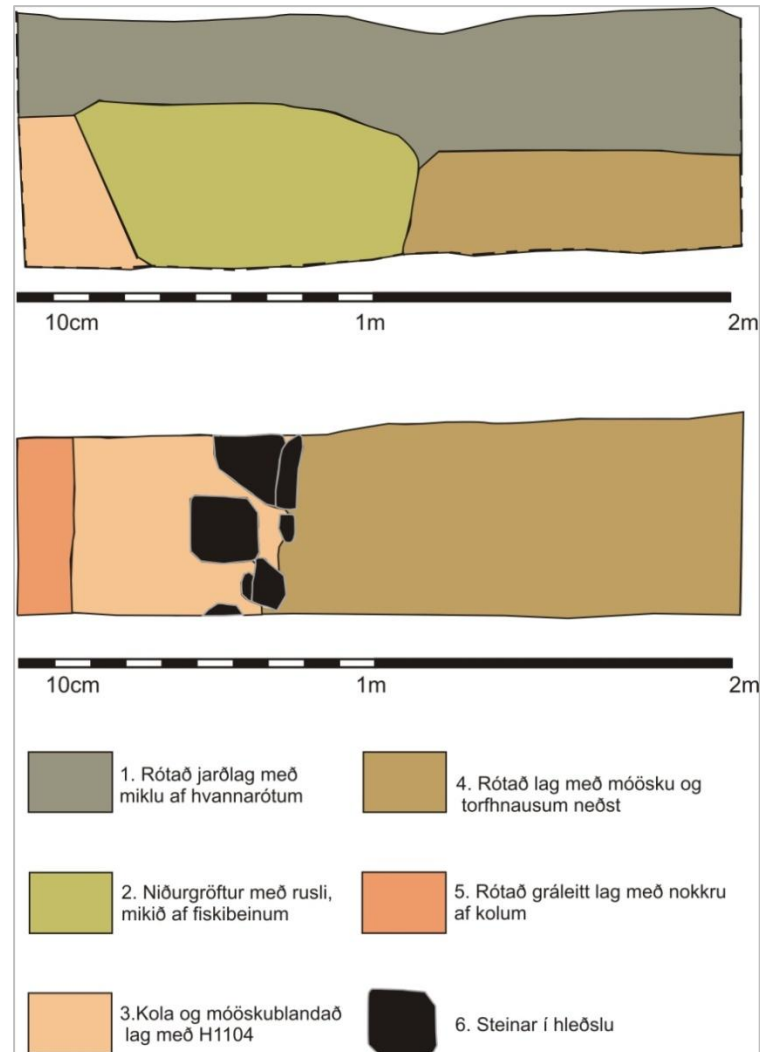 10cm 1m 2m
10cm 1m 2m
1. Rótað jarðlag með
miklu af hvannarótum
4. Rótað lag með móösku og
torfhnausum neðst
2. Niðurgröftur með rusli,
mikið af fiskibeinum
5. Rótað gráleitt lag með nokkru
af kolum
3.Kola og móöskublandað
lag með H1104
6. Steinar í hleðslu